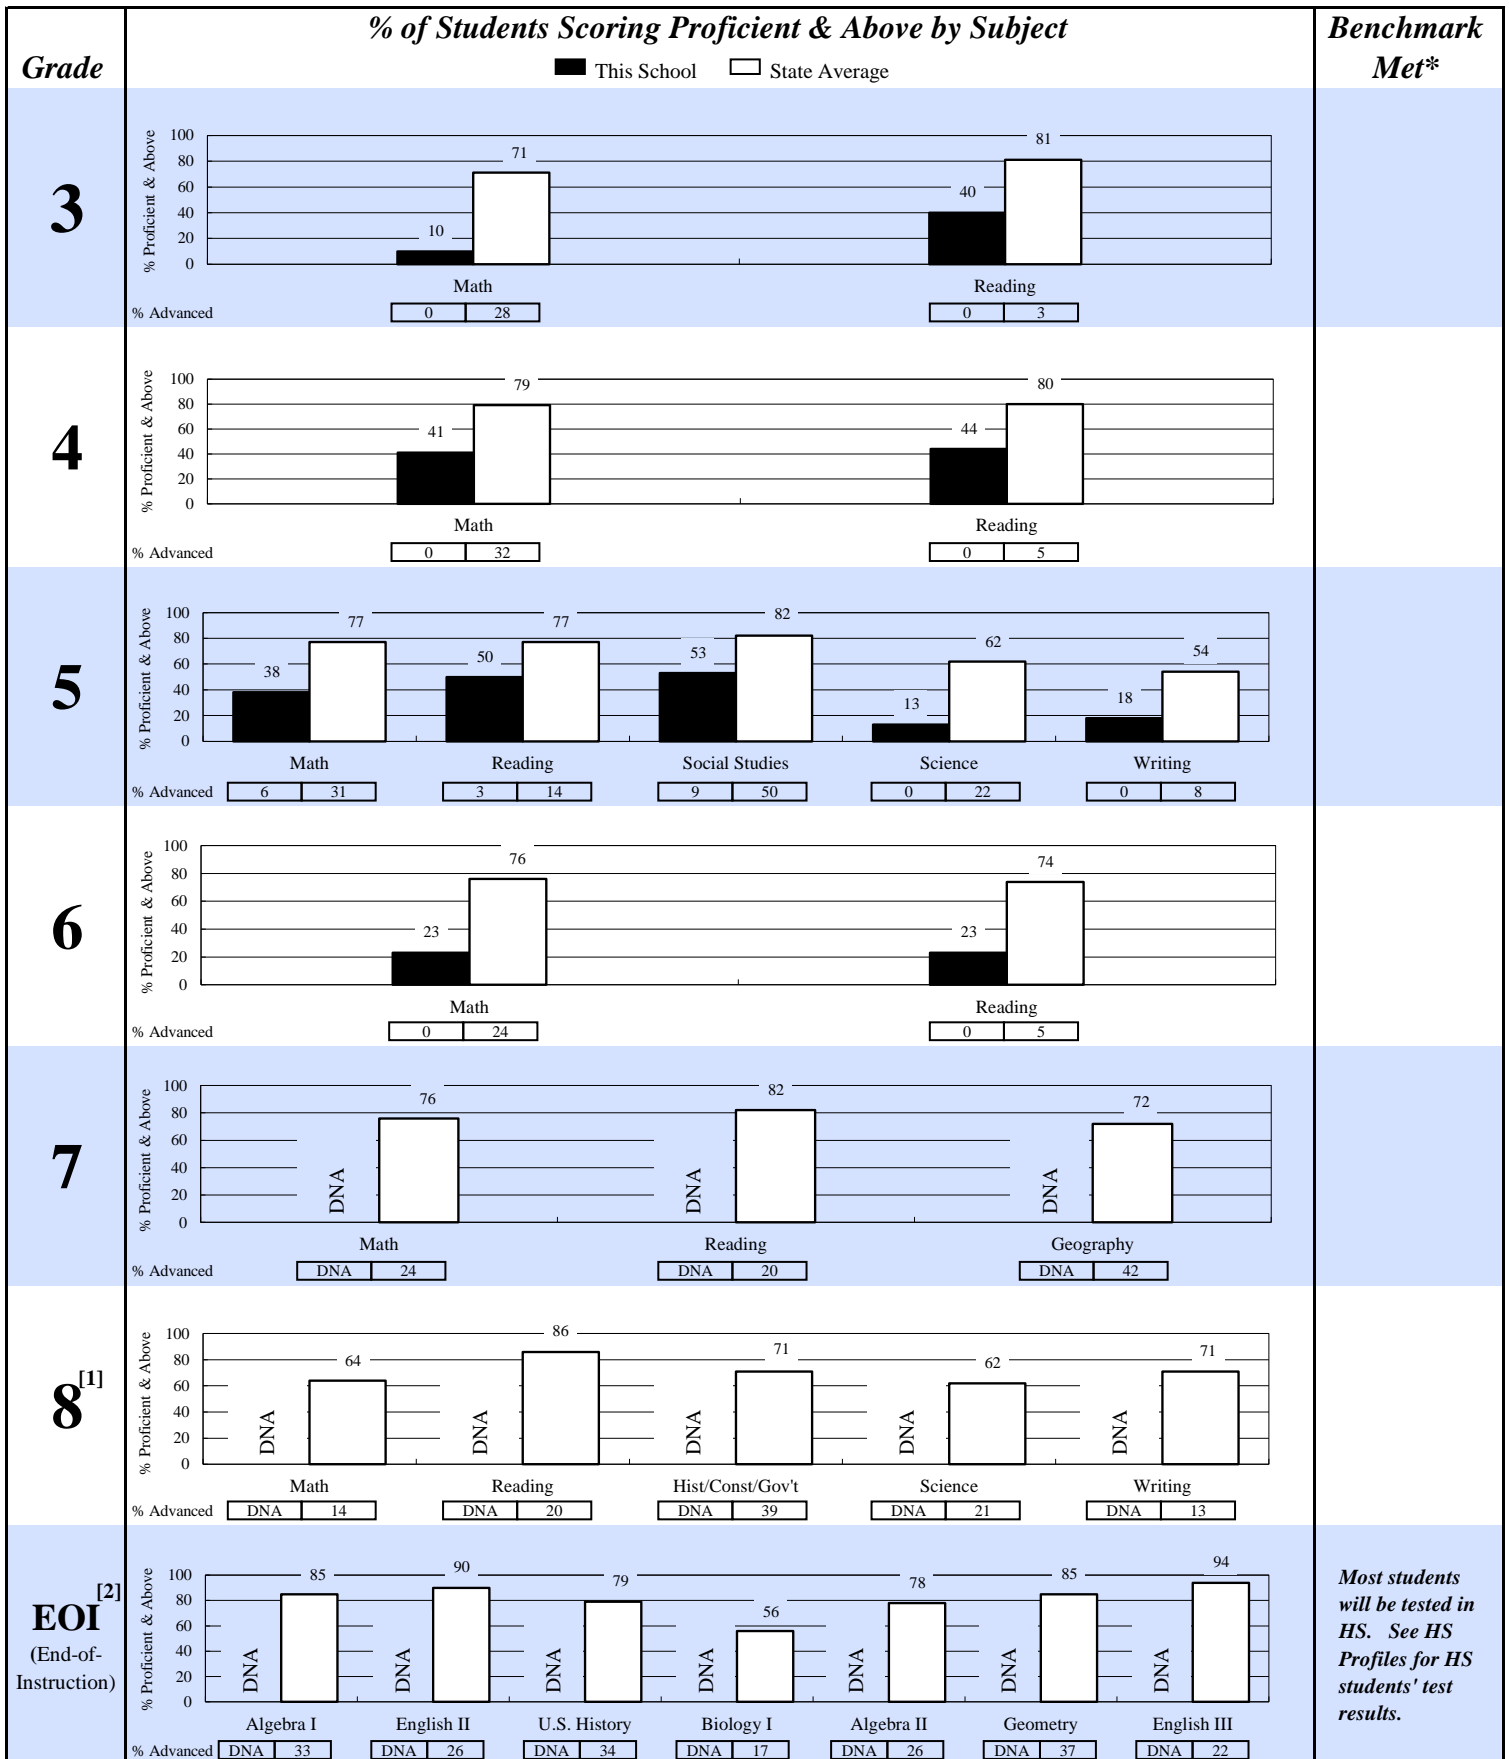 % of Students Scoring Proficient & Above by Subject
Benchmark
Met*
Grade
This School State Average
3
% Proficient & Above
100
80
60
40
20
0
10 71 40 81
Math Reading
% Advanced 0 28 0 3
4
% Proficient & Above
100
80
60
40
20
0
41 79 44 80
Math Reading
% Advanced 0 32 0 5
5
% Proficient & Above
100
80
60
40
20
0
38 77 50 77 53 82 13 62 18 54
Math Reading Social Studies Science Writing
% Advanced 6 31 3 14 9 50 0 22 0 8
6
% Proficient & Above
100
80
60
40
20
0
23 76 23 74
Math Reading
% Advanced 0 24 0 5
7
% Proficient & Above
100
80
60
40
20
0
DNA 76 DNA 82 DNA 72
Math Reading Geography
% Advanced DNA 24 DNA 20 DNA 42
8[1]
% Proficient & Above
100
80
60
40
20
0
DNA 64 DNA 86 DNA 71 DNA 62 DNA 71
Math Reading Hist/Const/Gov't Science Writing
% Advanced DNA 14 DNA 20 DNA 39 DNA 21 DNA 13
EOI[2]
(End-of-
Instruction)
% Proficient & Above
100
80
60
40
20
0
DNA 85 DNA 90 DNA 79 DNA 56 DNA 78 DNA 85 DNA 94
Algebra I English II U.S. History Biology I Algebra II Geometry English III
% Advanced DNA 33 DNA 26 DNA 34 DNA 17 DNA 26 DNA 37 DNA 22
Most students
will be tested in
HS. See HS
Profiles for HS
students' test
results.